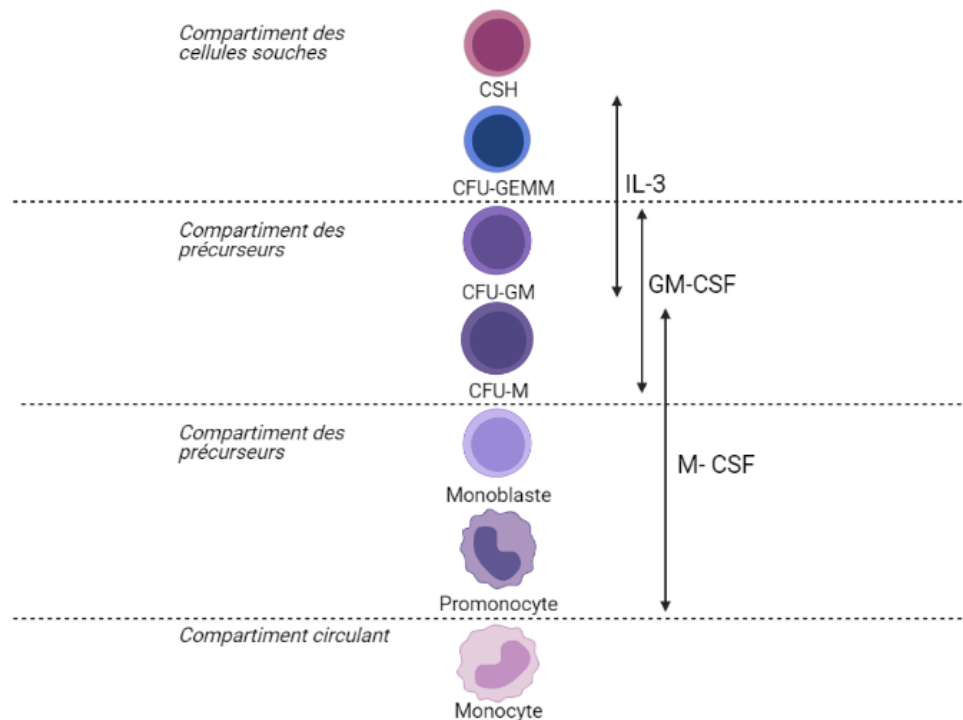 Compartiment des
cellules souches
CSH
CFU-GEMM
IL-3
Compartiment des
précurseurs
CFU-GM
GM-CSF
CFU-M
Compartiment des
précurseurs
M- CSF
Monoblaste
Promonocyte
Compartiment circulant
Monocyte